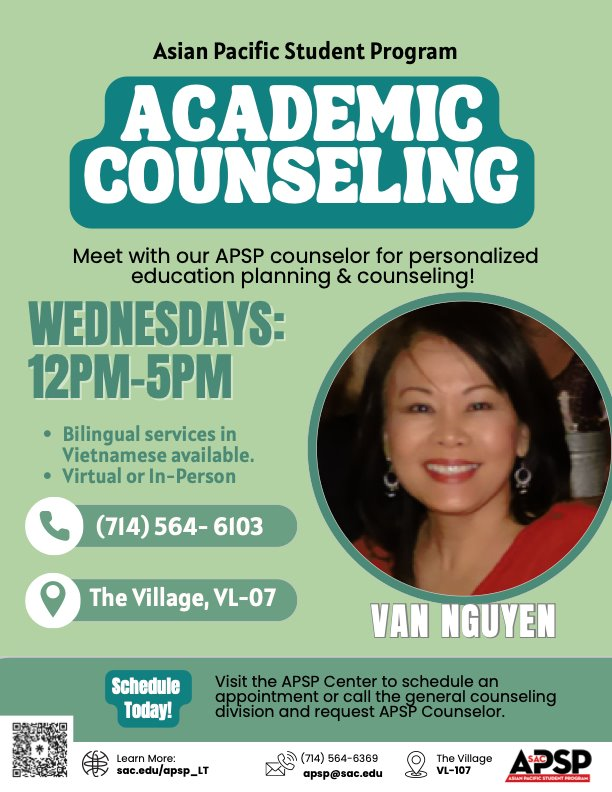 Asian Pacific Student Program
ACADEMIC
COUNSELING
Meet with our APSP counselor for personalized
education planning & counseling!
WEDNESDAYS:
12PM-5PM
• Bilingual services in
Vietnamese available.
• Virtual or In-Person
(714) 564- 6103
The Village, VL-07
VAN NGUYEN
Schedule
Today!
Visit the APSP Center to schedule an
appointment or call the general counseling
division and request APSP Counselor.
Learn More:
sac.edu/apsp_LT
(714) 564-6369
apsp@sac.edu
The Village
VL-107
SAC
APSP
ASIAN PACIFIC STUDENT PROGRAM